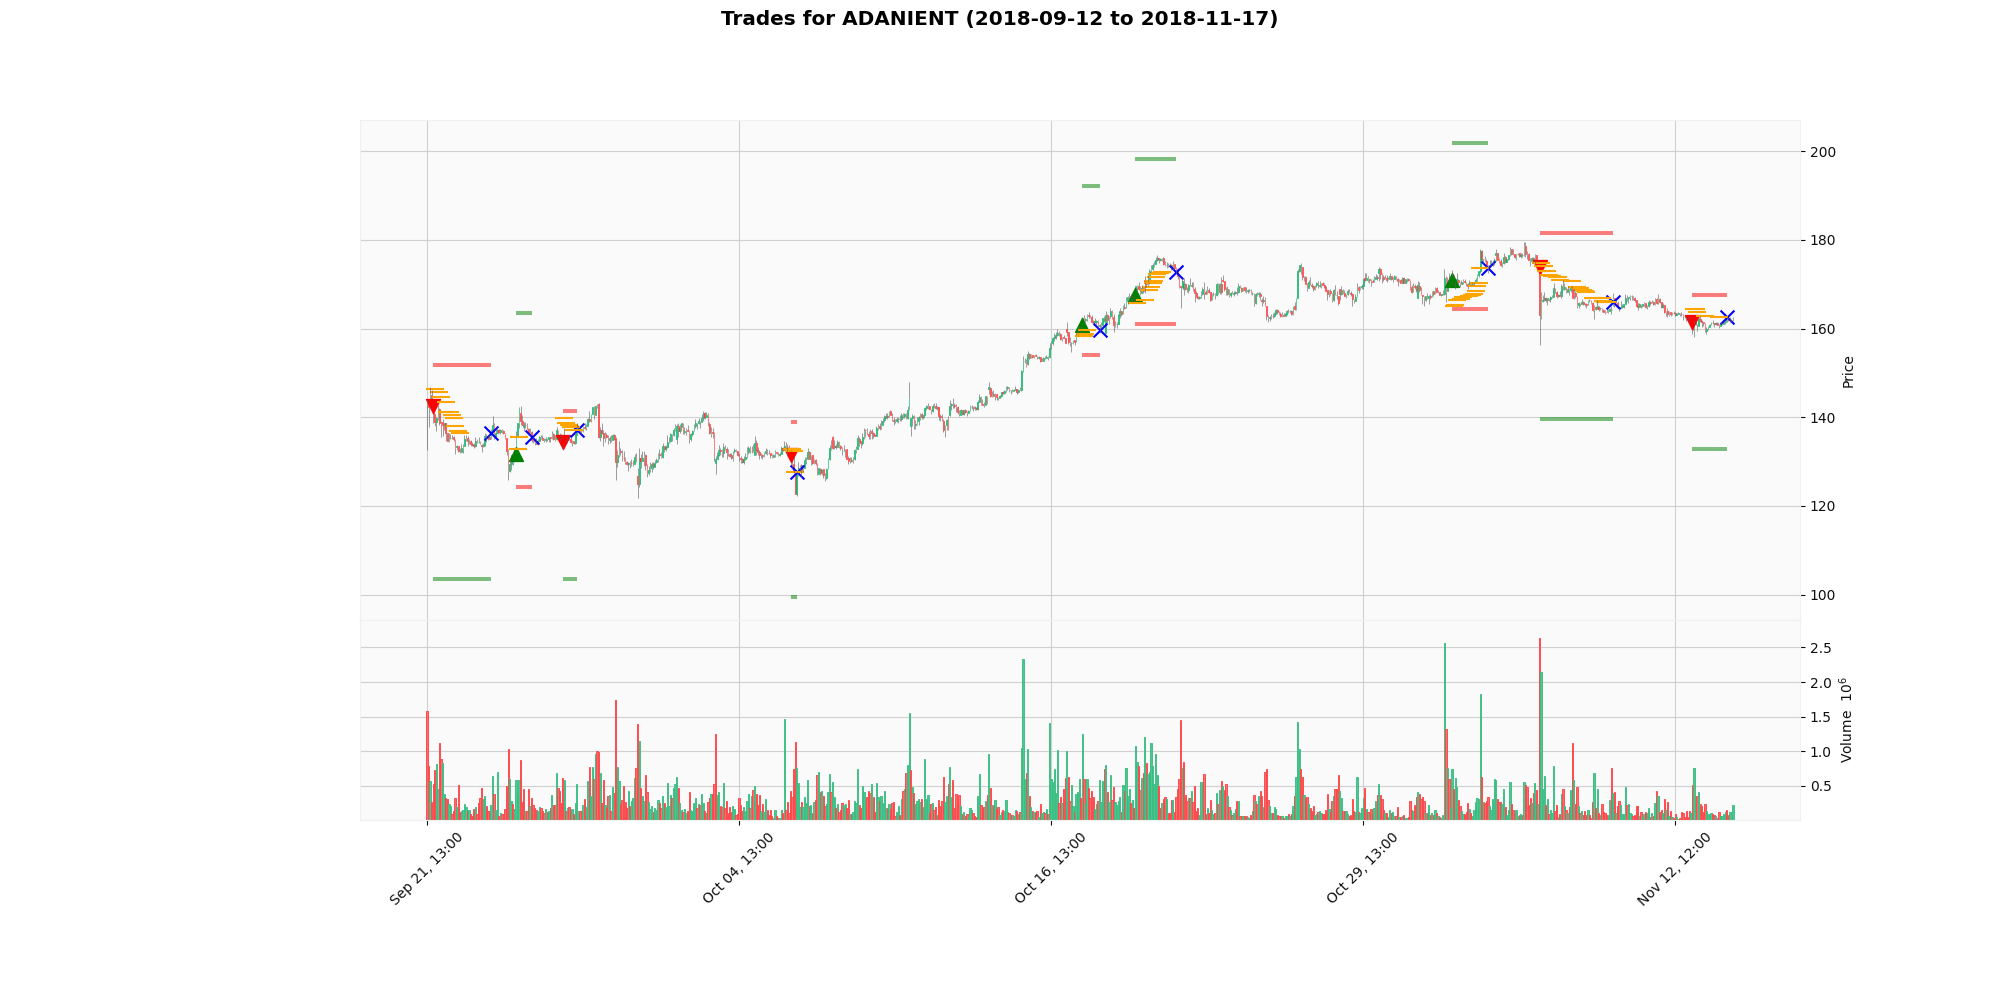 Trades for ADANIENT (2018-09-12 to 2018-11-17)
200
180
160
140
120
100
Price
2.5
2.0
1.5
1.0
0.5
Volume 10⁶
Sep 21, 13:00
Oct 04, 13:00
Oct 16, 13:00
Oct 29, 13:00
Nov 12, 12:00